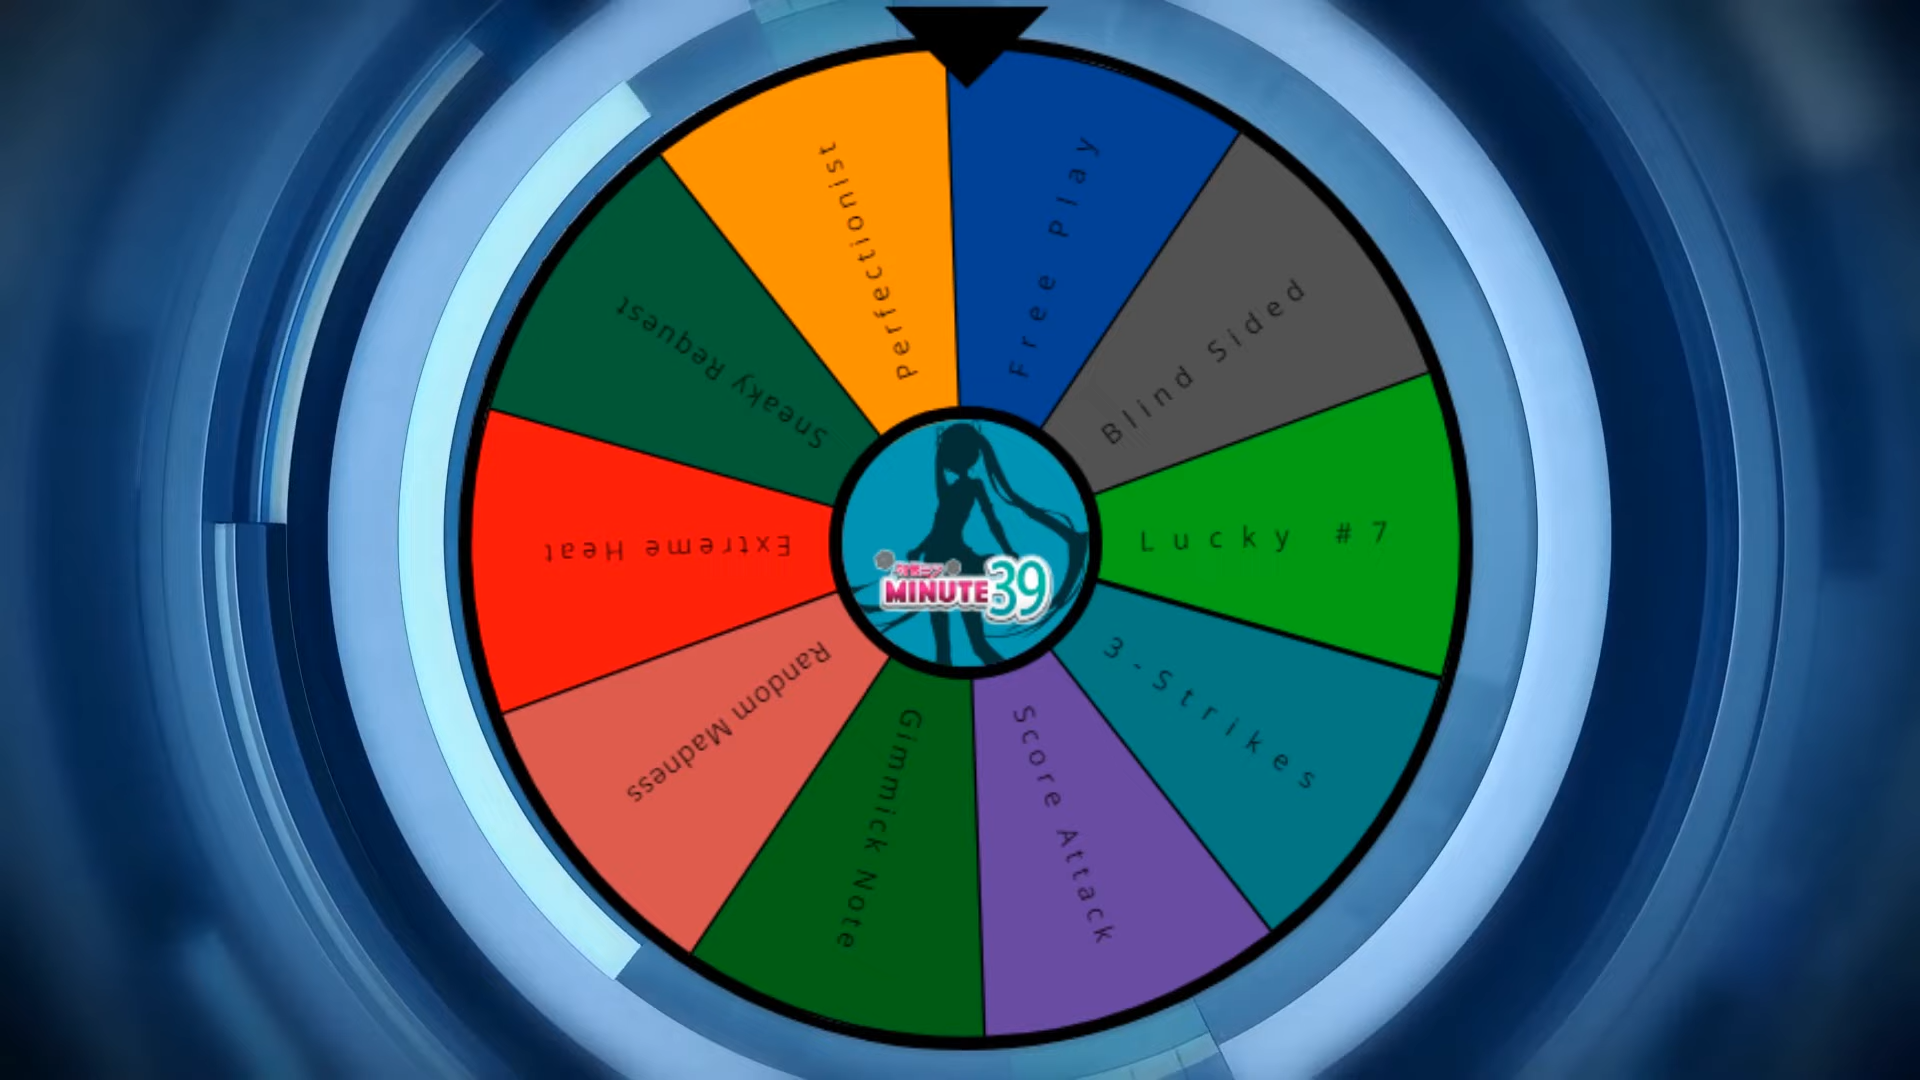 Free Play
Blind Sided
Lucky #7
3-Strikes
Score Attack
Gimmick Note
Random Madness
Extreme Heat
Sneaky Request
Perfectionist
MINUTE39